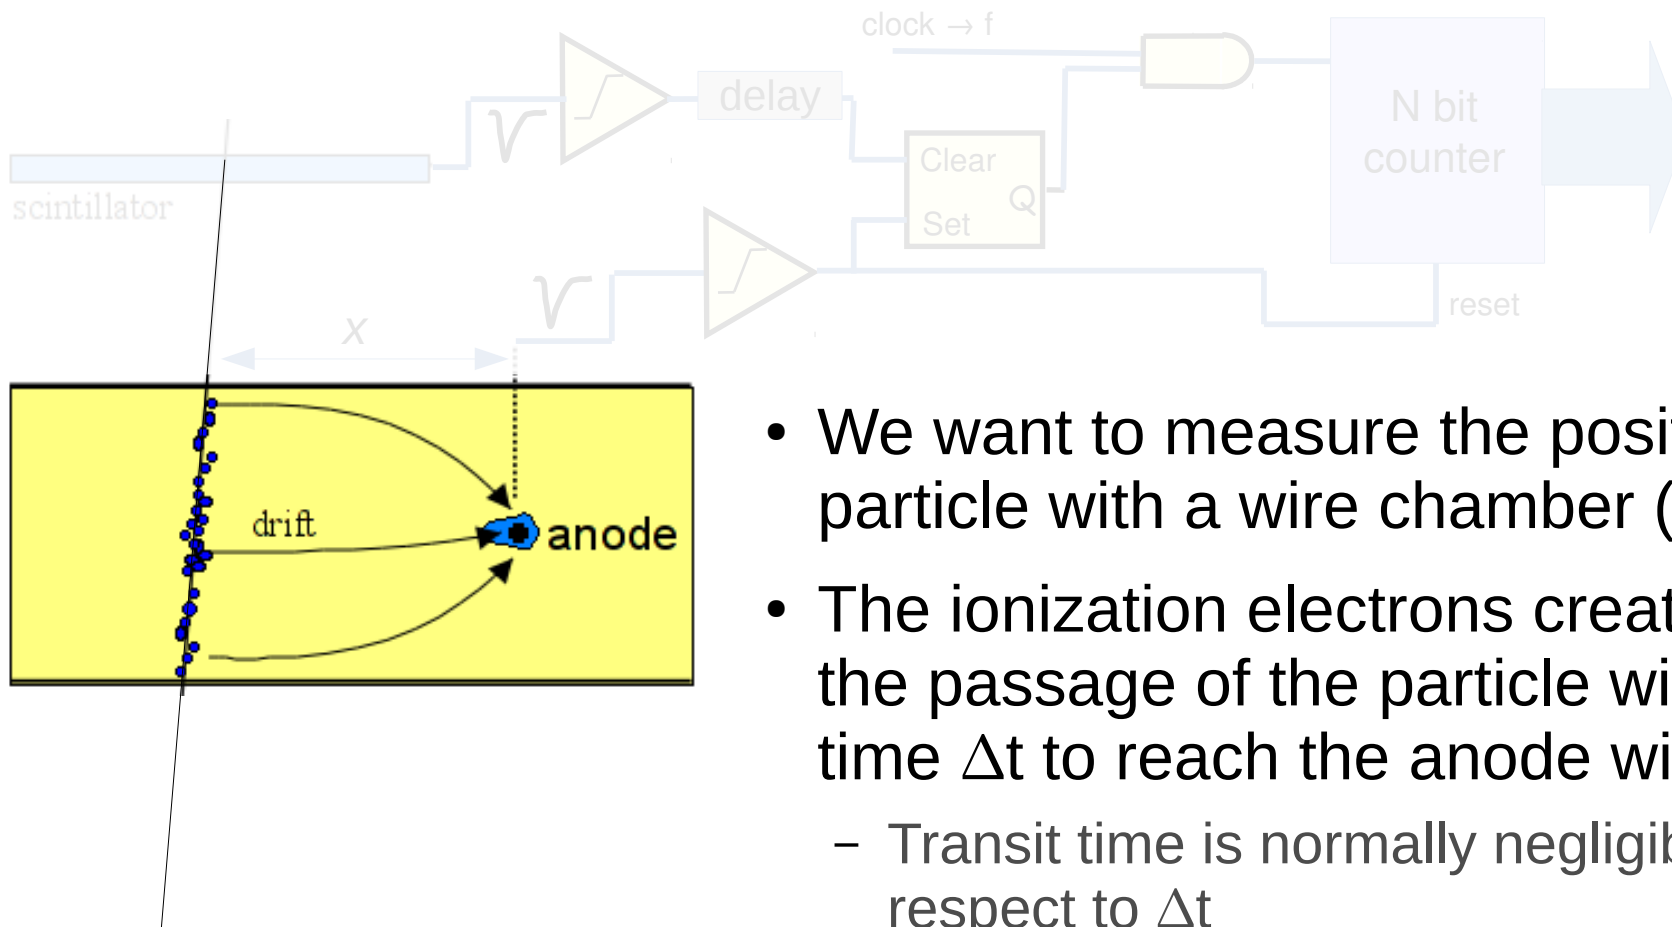 clock → f
delay
N bit
counter
Clear
Q
Set
scintillator
reset
x
drift
anode
• We want to measure the posit
particle with a wire chamber (
• The ionization electrons creat
the passage of the particle wi
time Δt to reach the anode wi
– Transit time is normally negligib
respect to Δt